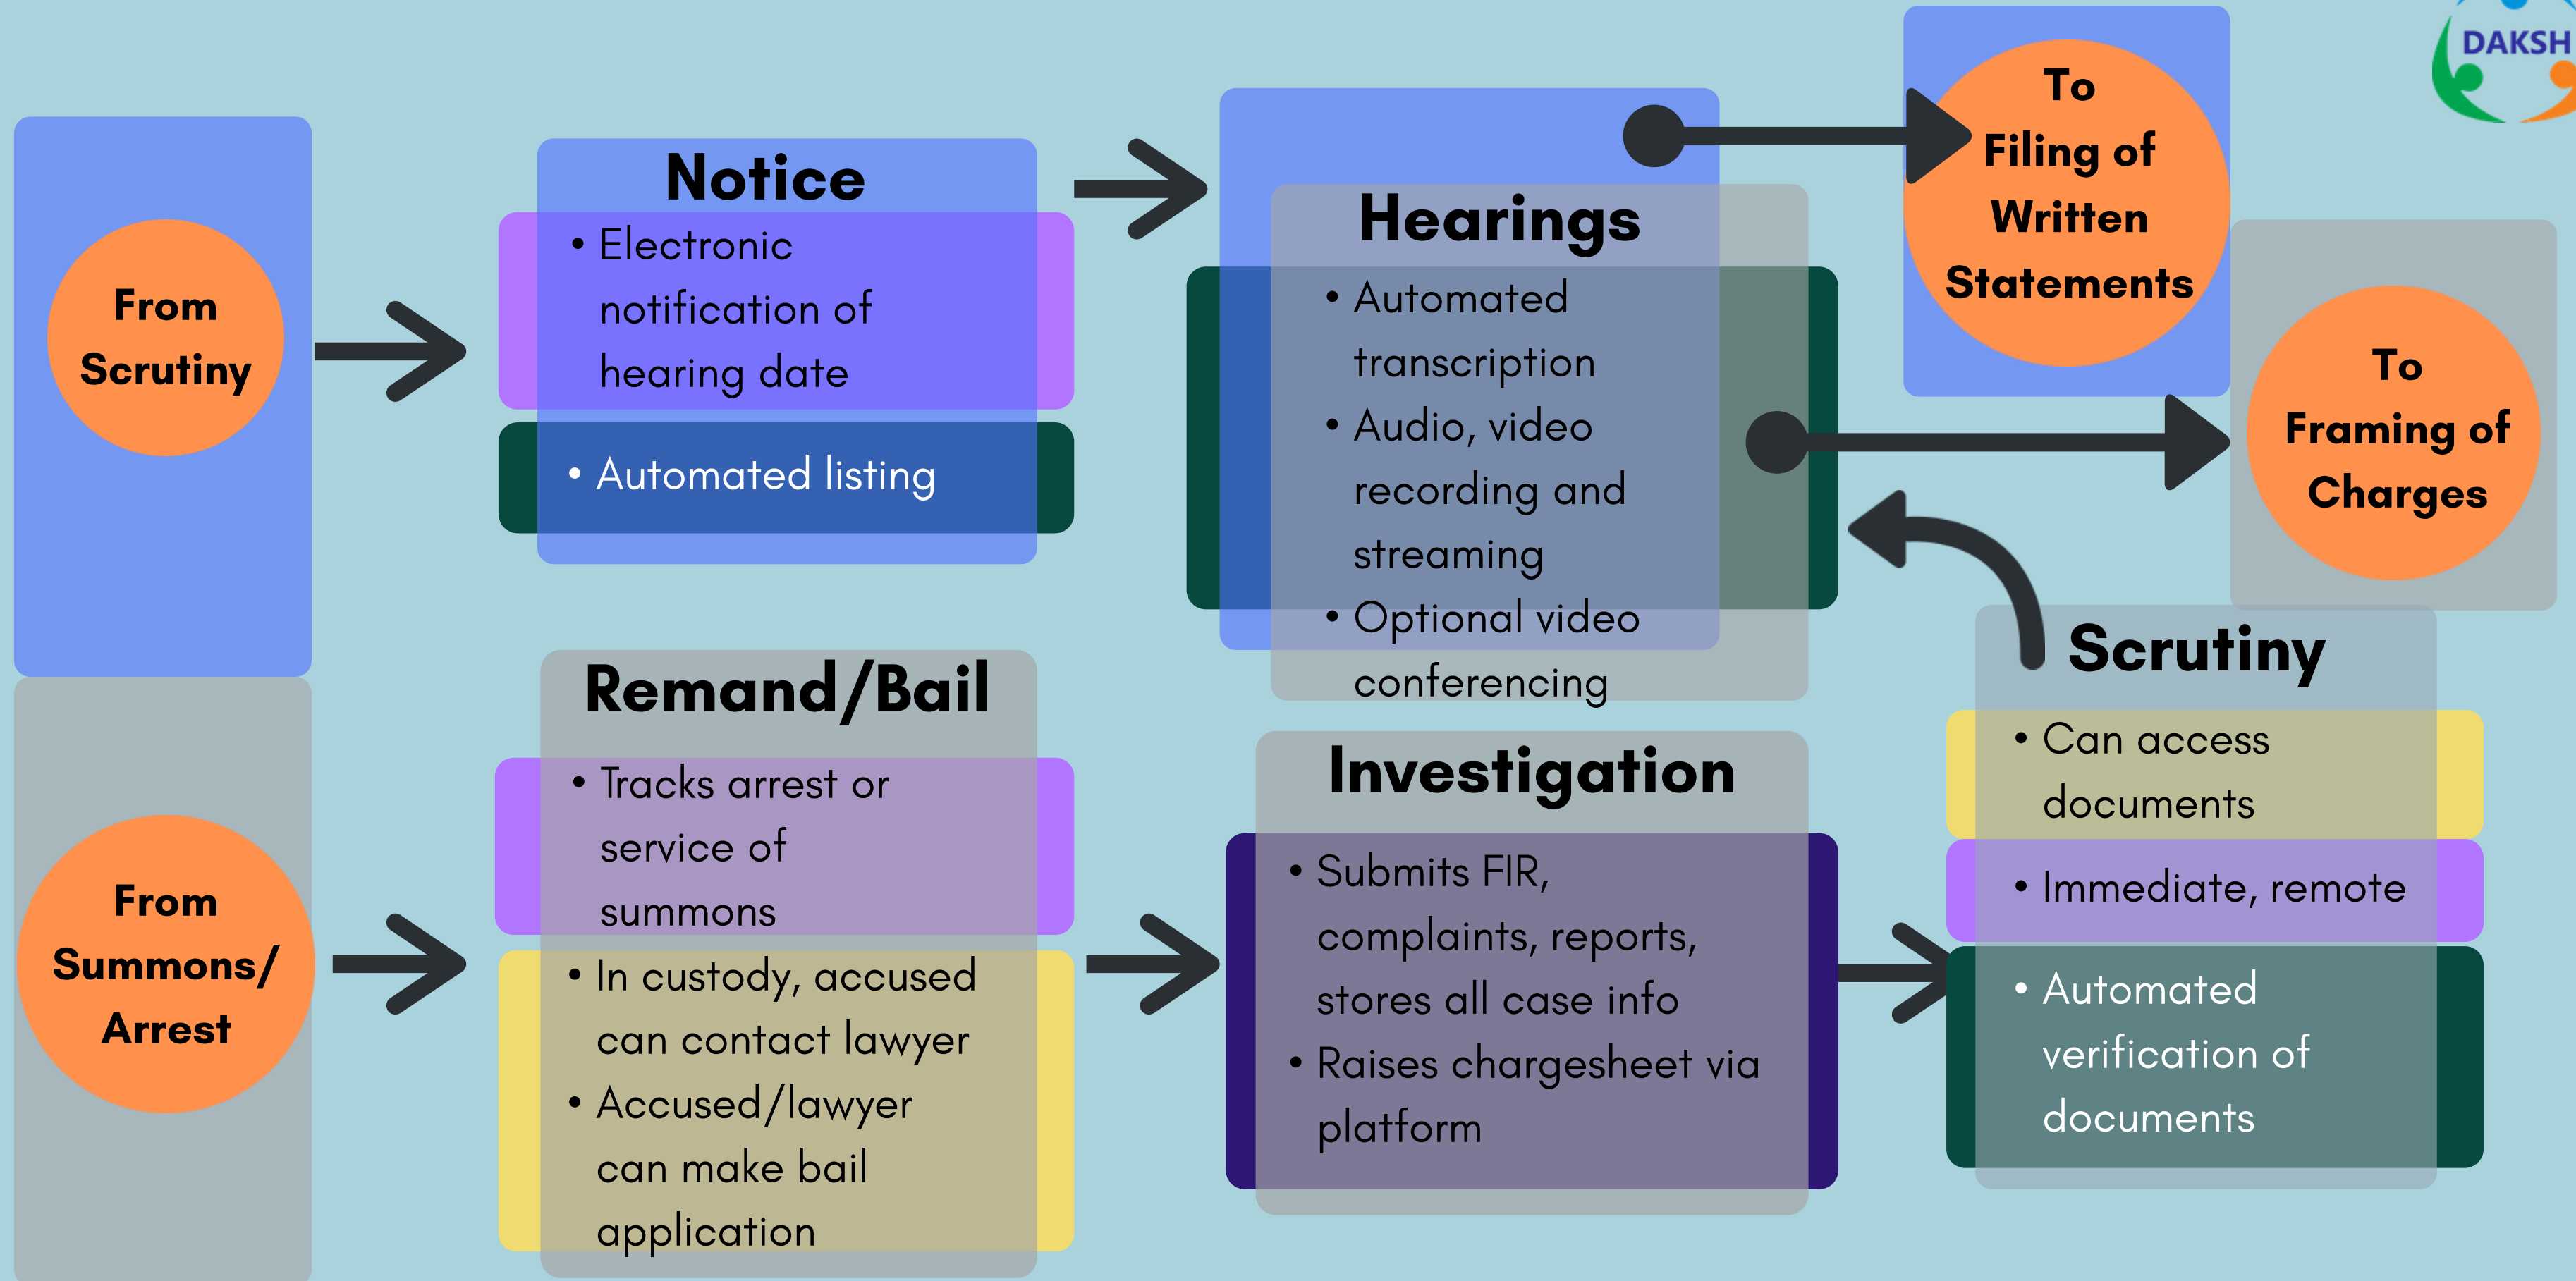 DAKSH
From
Scrutiny
Notice
• Electronic
notification of
hearing date
• Automated listing
Hearings
• Automated
transcription
• Audio, video
recording and
streaming
• Optional video
conferencing
To
Filing of
Written
Statements
To
Framing of
Charges
From
Summons/
Arrest
Remand/Bail
• Tracks arrest or
service of
summons
• In custody, accused
can contact lawyer
• Accused/lawyer
can make bail
application
Investigation
• Submits FIR,
complaints, reports,
stores all case info
• Raises chargesheet via
platform
Scrutiny
• Can access
documents
• Immediate, remote
• Automated
verification of
documents